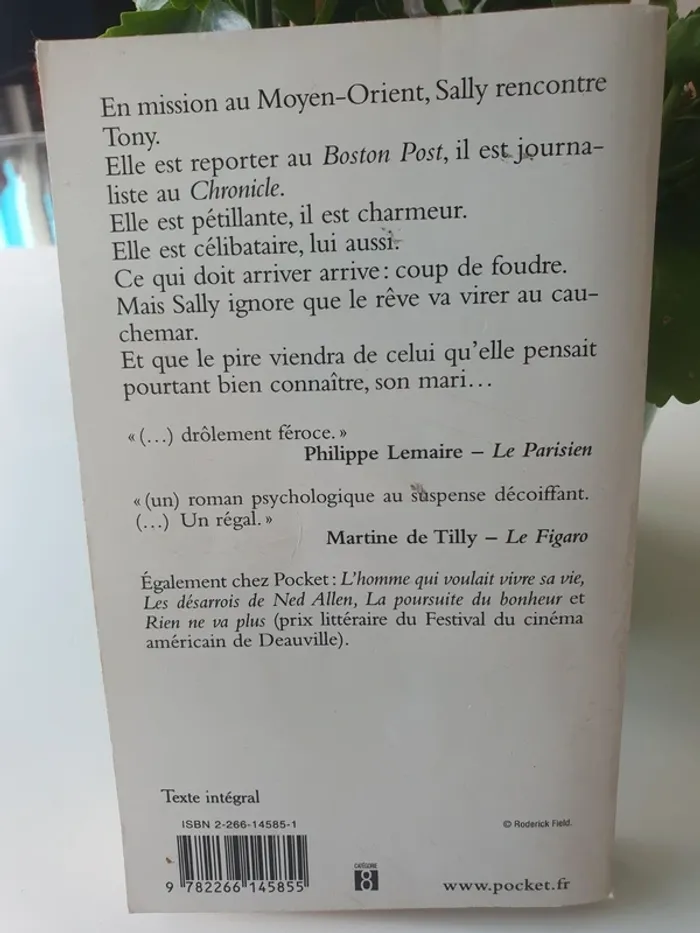 En mission au Moyen-Orient, Sally rencontre
Tony.
Elle est reporter au Boston Post, il est journa-
liste au Chronicle.
Elle est pétillante, il est charmeur.
Elle est célibataire, lui aussi.
Ce qui doit arriver arrive : coup de foudre.
Mais Sally ignore que le rêve va virer au cau-
chemar.
Et que le pire viendra de celui qu'elle pensait
pourtant bien connaître, son mari...
« (...) drôlement féroce. »
Philippe Lemaire – Le Parisien
« (un) roman psychologique au suspense décoiffant.
(...) Un régal. »
Martine de Tilly – Le Figaro
Également chez Pocket : L'homme qui voulait vivre sa vie,
Les désarrois de Ned Allen, La poursuite du bonheur et
Rien ne va plus (prix littéraire du Festival du cinéma
américain de Deauville).
Texte intégral
ISBN 2-266-14585-1
© Roderick Field.
9 782266 145855
CATÉGORIE
8
www.pocket.fr